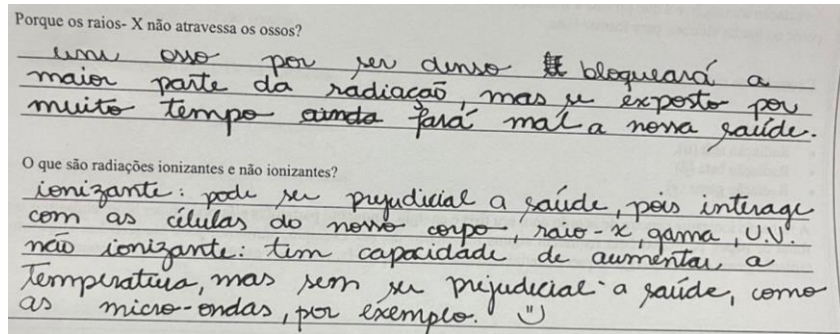 Porque os raios- X não atravessa os ossos?
um osso por ser denso bloqueará a
maior parte da radiação, mas se exposto por
muito tempo ainda fará mal a nossa saúde.
O que são radiações ionizantes e não ionizantes?
ionizante: pode ser prejudicial a saúde, pois interage
com as células do nosso corpo, raio-x, gama, U.V.
não ionizante: tem capacidade de aumentar a
temperatura, mas sem ser prejudicial a saúde, como
as micro-ondas, por exemplo. :)